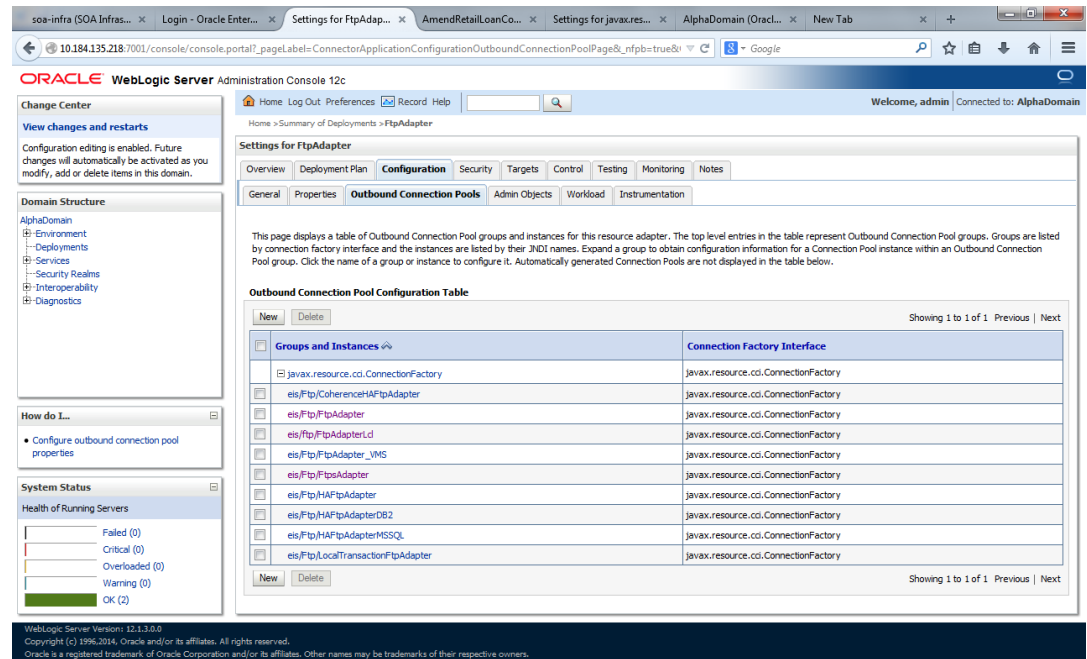 soa-infra (SOA Infras... × Login - Oracle Enter... × Settings for FtpAdap... × AmendRetailLoanCo... × Settings for javax.res... × AlphaDomain (Oracl... × New Tab × +
10.184.135.218:7001/console/console.portal?_pageLabel=ConnectorApplicationConfigurationOutboundConnectionPoolPage&_nfpb=true& Google
ORACLE WebLogic Server Administration Console 12c
Change Center
View changes and restarts
Configuration editing is enabled. Future
changes will automatically be activated as you
modify, add or delete items in this domain.
Domain Structure
AlphaDomain
Environment
Deployments
Services
Security Realms
Interoperability
Diagnostics
How do I...
Configure outbound connection pool
properties
System Status
Health of Running Servers
Failed (0)
Critical (0)
Overloaded (0)
Warning (0)
OK (2)
Home Log Out Preferences Record Help Welcome, admin Connected to: AlphaDomain
Home >Summary of Deployments >FtpAdapter
Settings for FtpAdapter
Overview Deployment Plan Configuration Security Targets Control Testing Monitoring Notes
General Properties Outbound Connection Pools Admin Objects Workload Instrumentation
This page displays a table of Outbound Connection Pool groups and instances for this resource adapter. The top level entries in the table represent Outbound Connection Pool groups. Groups are listed
by connection factory interface and the instances are listed by their JNDI names. Expand a group to obtain configuration information for a Connection Pool instance within an Outbound Connection
Pool group. Click the name of a group or instance to configure it. Automatically generated Connection Pools are not displayed in the table below.
Outbound Connection Pool Configuration Table
New Delete Showing 1 to 1 of 1 Previous | Next
Groups and Instances Connection Factory Interface
javax.resource.cci.ConnectionFactory javax.resource.cci.ConnectionFactory
eis/Ftp/CoherenceHAFtpAdapter javax.resource.cci.ConnectionFactory
eis/Ftp/FtpAdapter javax.resource.cci.ConnectionFactory
eis/ftp/FtpAdapterLcl javax.resource.cci.ConnectionFactory
eis/Ftp/FtpAdapter_VMS javax.resource.cci.ConnectionFactory
eis/Ftp/FtpsAdapter javax.resource.cci.ConnectionFactory
eis/Ftp/HAFtpAdapter javax.resource.cci.ConnectionFactory
eis/Ftp/HAFtpAdapterDB2 javax.resource.cci.ConnectionFactory
eis/Ftp/HAFtpAdapterMSSQL javax.resource.cci.ConnectionFactory
eis/Ftp/LocalTransactionFtpAdapter javax.resource.cci.ConnectionFactory
New Delete Showing 1 to 1 of 1 Previous | Next
WebLogic Server Version: 12.1.3.0.0
Copyright (c) 1996,2014, Oracle and/or its affiliates. All rights reserved.
Oracle is a registered trademark of Oracle Corporation and/or its affiliates. Other names may be trademarks of their respective owners.